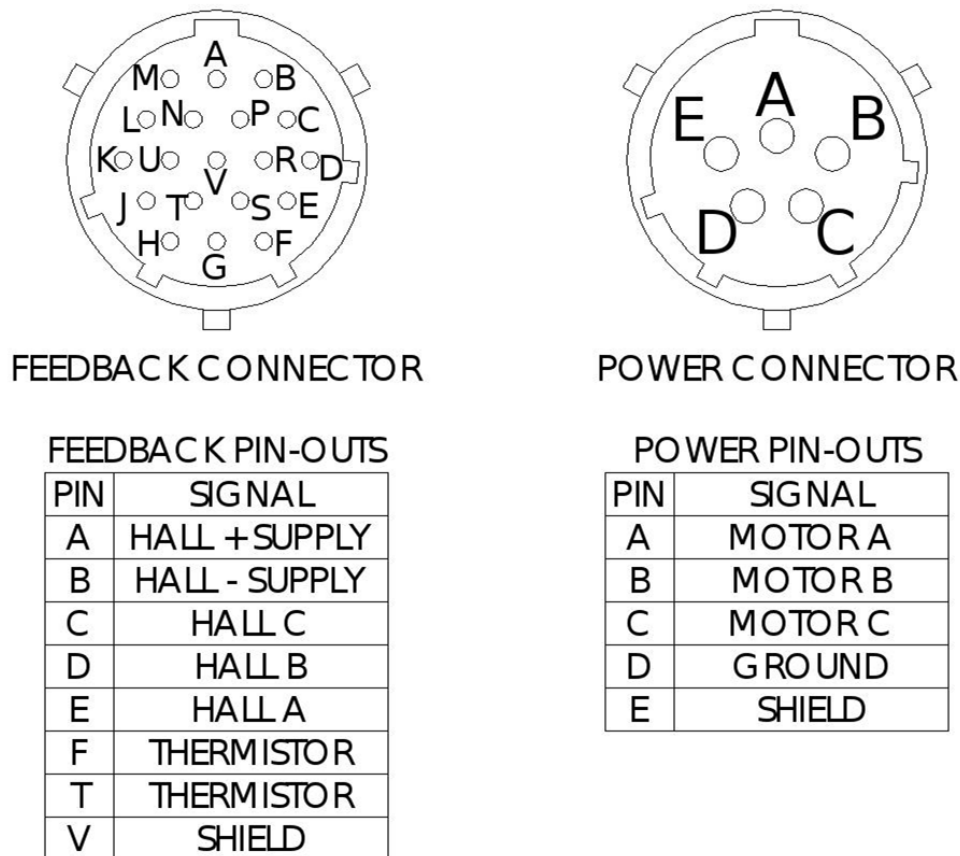 A
M B
L N P C
K U R D
V
J T S E
H F
G
FEEDBACK CONNECTOR
A
E B
D C
POWER CONNECTOR
FEEDBACK PIN-OUTS
PIN SIGNAL
A HALL + SUPPLY
B HALL - SUPPLY
C HALL C
D HALL B
E HALL A
F THERMISTOR
T THERMISTOR
V SHIELD
POWER PIN-OUTS
PIN SIGNAL
A MOTOR A
B MOTOR B
C MOTOR C
D GROUND
E SHIELD